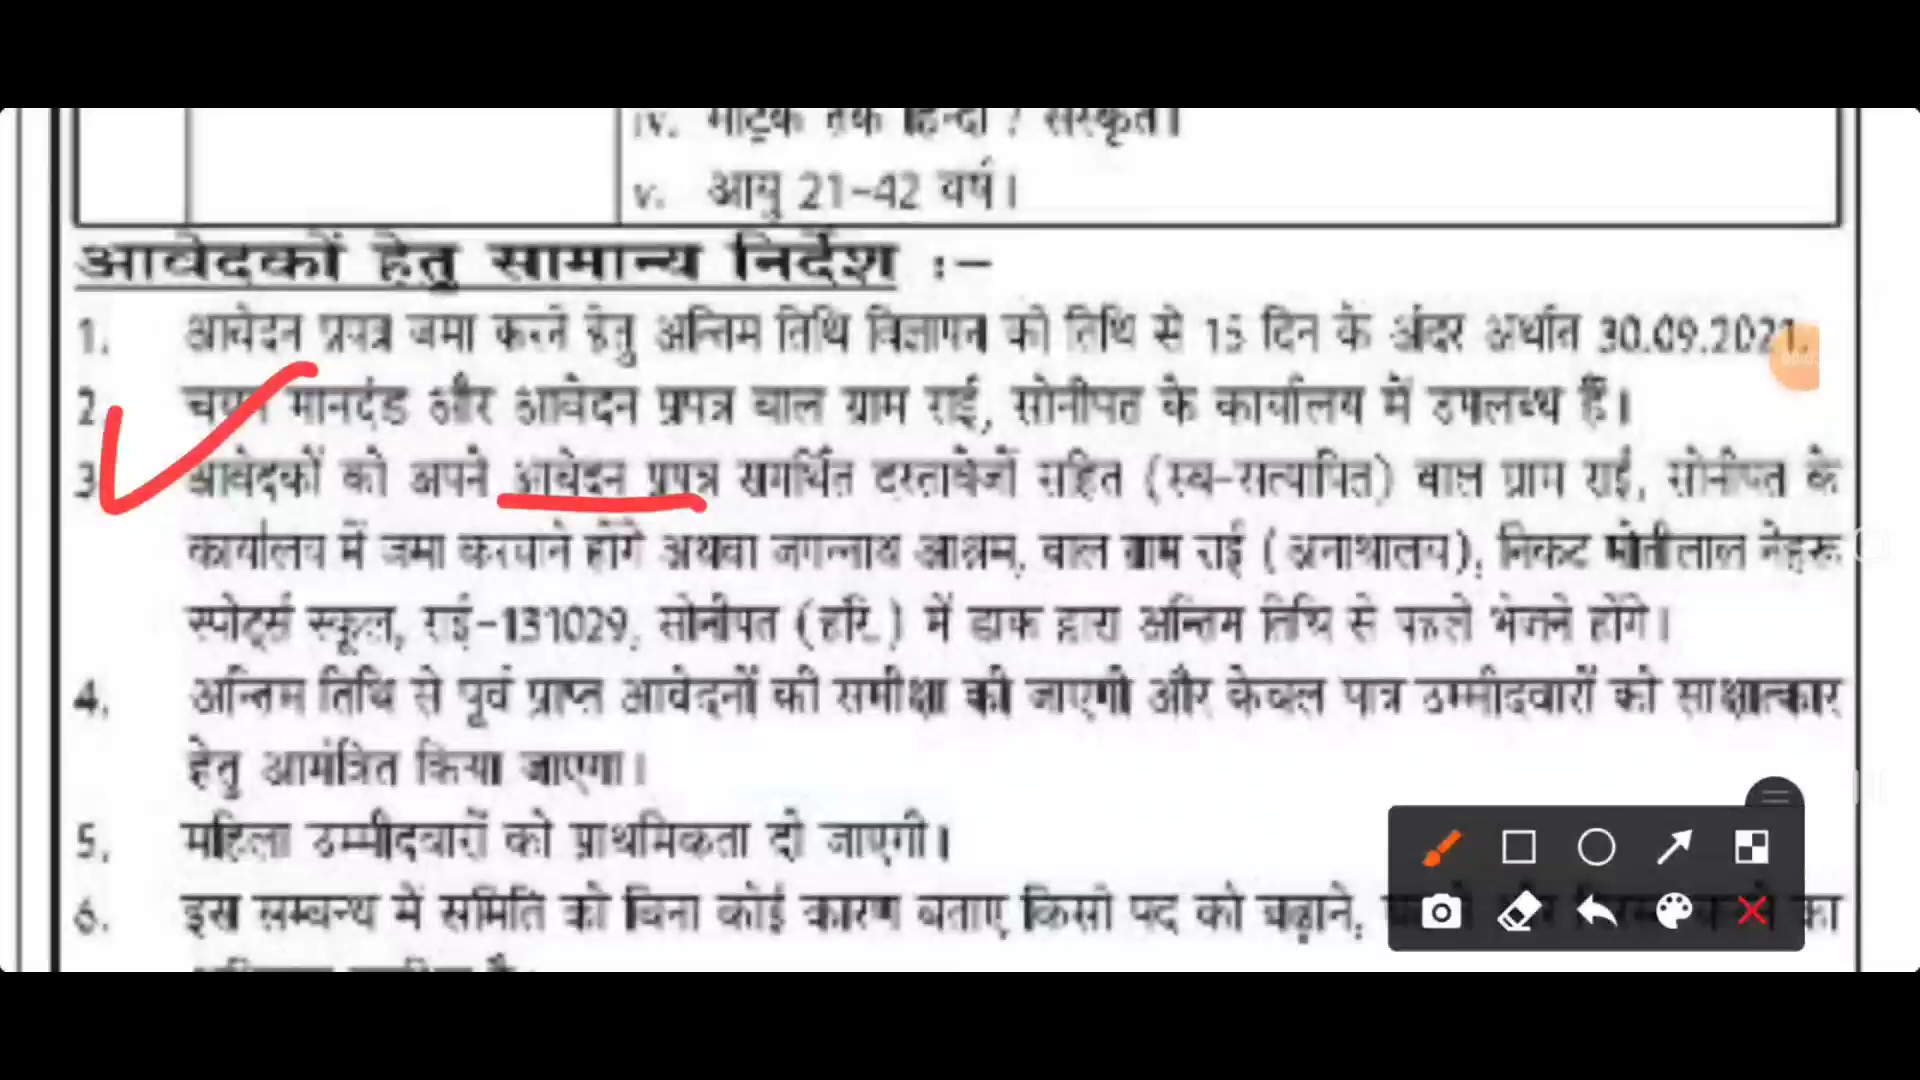 iv. मैट्रिक तक हिन्दी / संस्कृत।
v. आयु 21-42 वर्ष।
आवेदकों हेतु सामान्य निर्देश :-
1. आवेदन प्रपत्र जमा करने हेतु अन्तिम तिथि विज्ञापन की तिथि से 15 दिन के अंदर अर्थात 30.09.2021.
2. चयन मानदंड और आवेदन प्रपत्र बाल ग्राम राई, सोनीपत के कार्यालय में उपलब्ध हैं।
3. आवेदकों को अपने आवेदन प्रपत्र समर्थित दस्तावेजों सहित (स्व-सत्यापित) बाल ग्राम राई, सोनीपत के
कार्यालय में जमा करवाने होंगे अथवा जगन्नाथ आश्रम, बाल ग्राम राई (अनाथालय), निकट मोतीलाल नेहरू
स्पोर्ट्स स्कूल, राई-131029, सोनीपत (हरि.) में डाक द्वारा अन्तिम तिथि से पहले भेजने होंगे।
4. अन्तिम तिथि से पूर्व प्राप्त आवेदनों की समीक्षा की जाएगी और केवल पात्र उम्मीदवारों को साक्षात्कार
हेतु आमंत्रित किया जाएगा।
5. महिला उम्मीदवारों को प्राथमिकता दी जाएगी।
6. इस सम्बन्ध में समिति को बिना कोई कारण बताए किसी पद को बढ़ाने, का